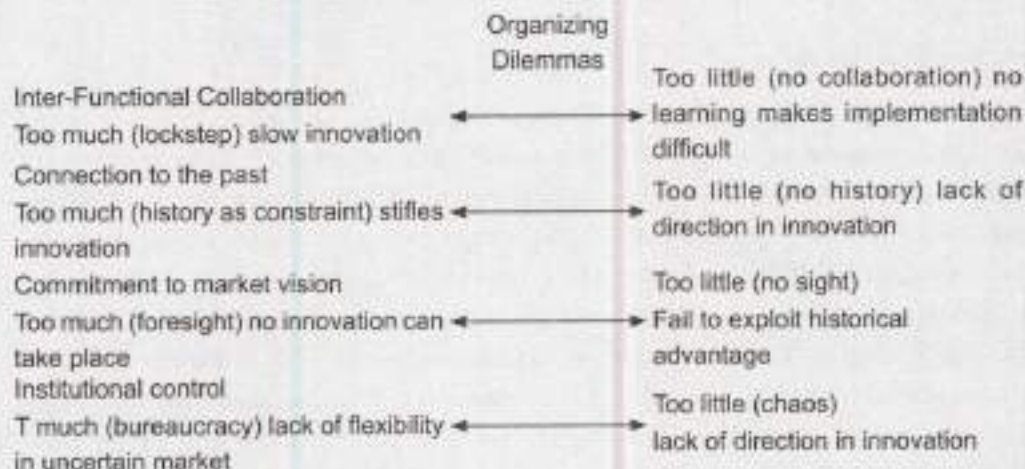 Organizing
Dilemmas
Inter-Functional Collaboration
Too much (lockstep) slow innovation
Too little (no collaboration) no
learning makes implementation
difficult
Connection to the past
Too much (history as constraint) stifles
innovation
Too little (no history) lack of
direction in innovation
Commitment to market vision
Too much (foresight) no innovation can
take place
Too little (no sight)
Fail to exploit historical
advantage
Institutional control
T much (bureaucracy) lack of flexibility
in uncertain market
Too little (chaos)
lack of direction in innovation